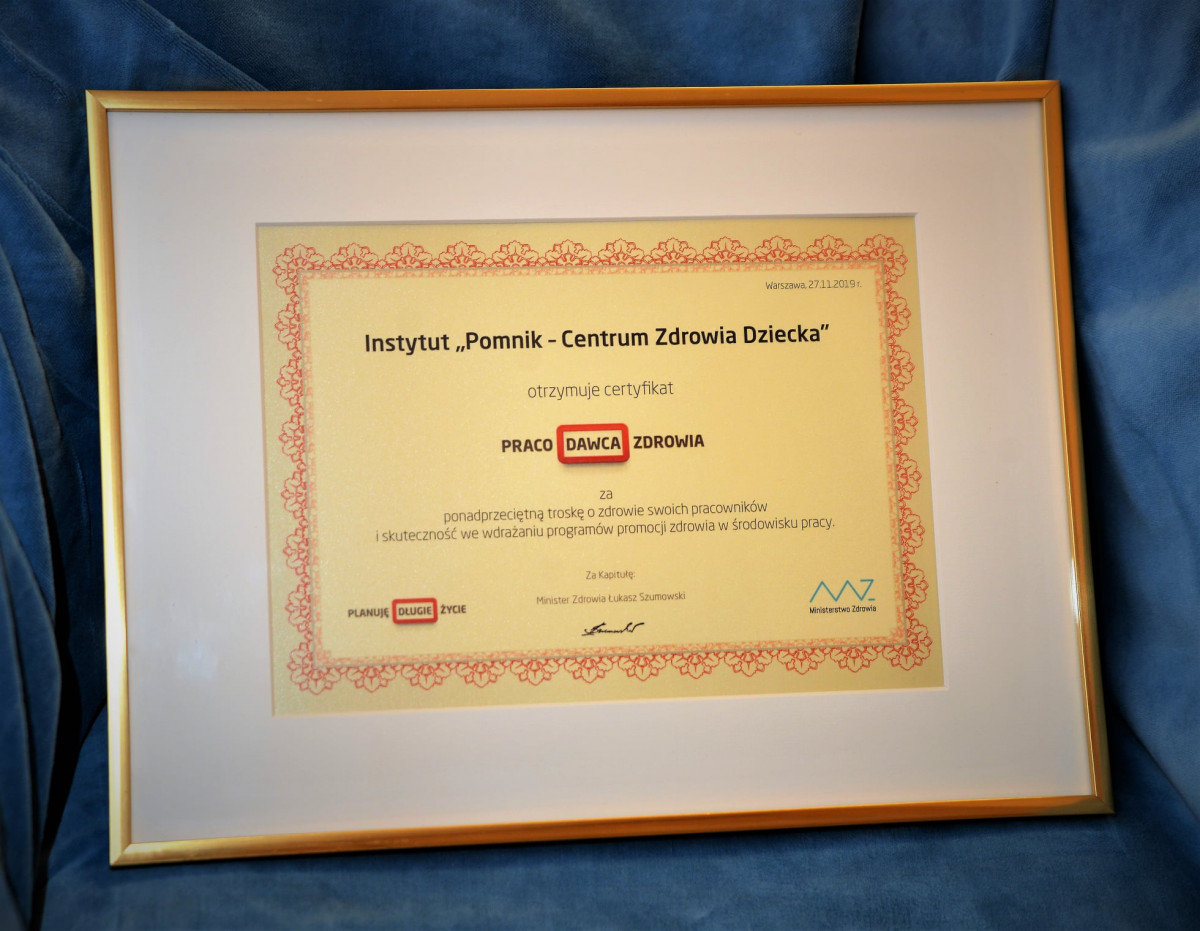 Warszawa, 27.11.2019 r.
Instytut „Pomnik – Centrum Zdrowia Dziecka”
otrzymuje certyfikat
PRACO DAWCA ZDROWIA
za
ponadprzeciętną troskę o zdrowie swoich pracowników
i skuteczność we wdrażaniu programów promocji zdrowia w środowisku pracy.
Za Kapitułę:
Minister Zdrowia Łukasz Szumowski
PLANUJĘ DŁUGIE ŻYCIE
MZ
Ministerstwo Zdrowia